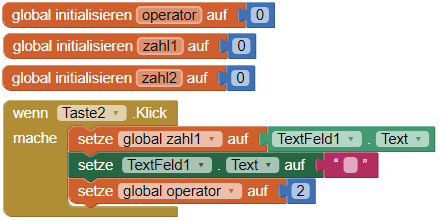 global initialisieren operator auf 0
global initialisieren zahl1 auf 0
global initialisieren zahl2 auf 0
wenn Taste2 .Klick
mache setze global zahl1 auf TextFeld1 . Text
setze TextFeld1 . Text auf “ ”
setze global operator auf 2